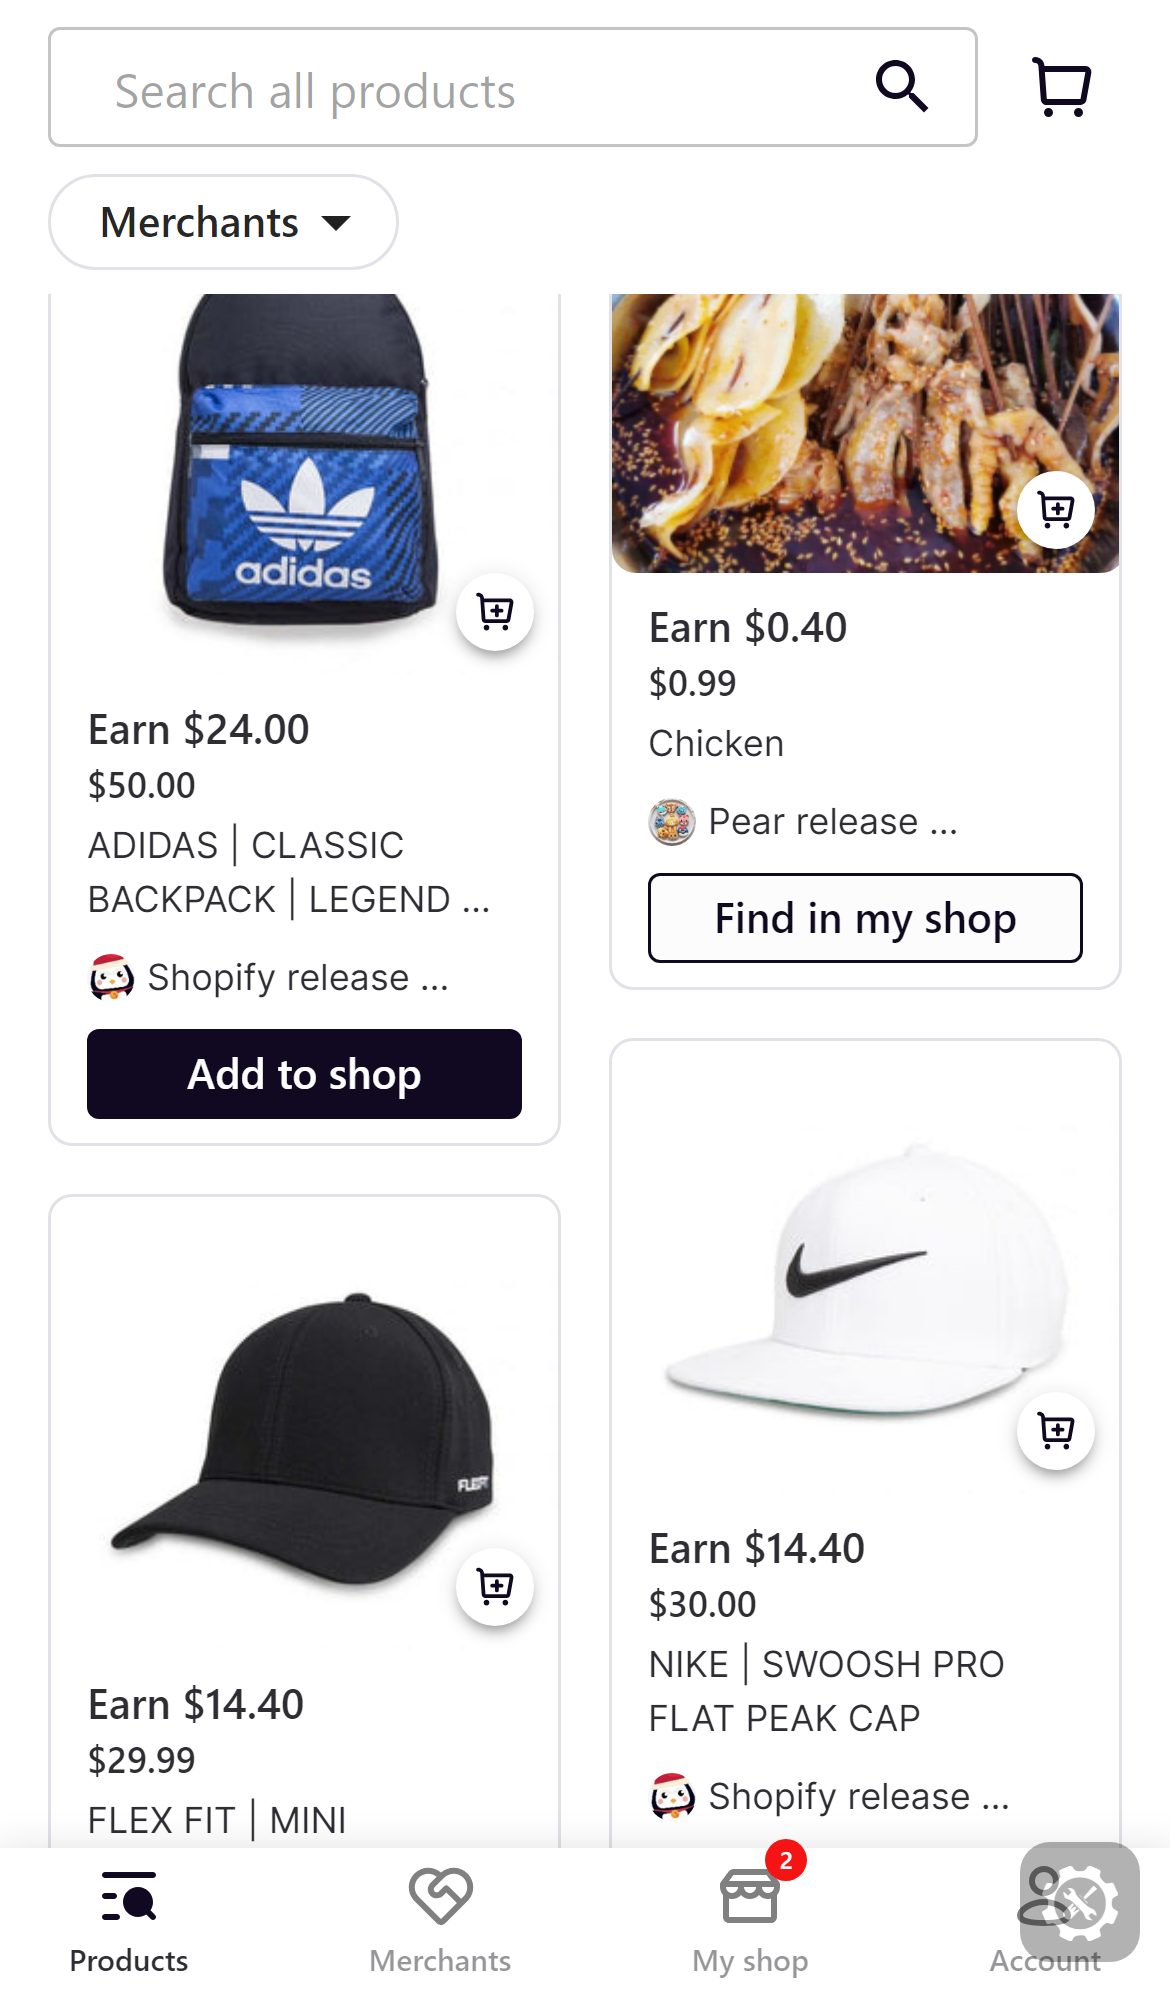 Search all products
Merchants
adidas
Earn $24.00
$50.00
ADIDAS | CLASSIC
BACKPACK | LEGEND ...
Shopify release ...
Add to shop
Earn $0.40
$0.99
Chicken
Pear release ...
Find in my shop
FLEXFIT
Earn $14.40
$29.99
FLEX FIT | MINI
Earn $14.40
$30.00
NIKE | SWOOSH PRO
FLAT PEAK CAP
Shopify release ...
2
Products
Merchants
My shop
Account